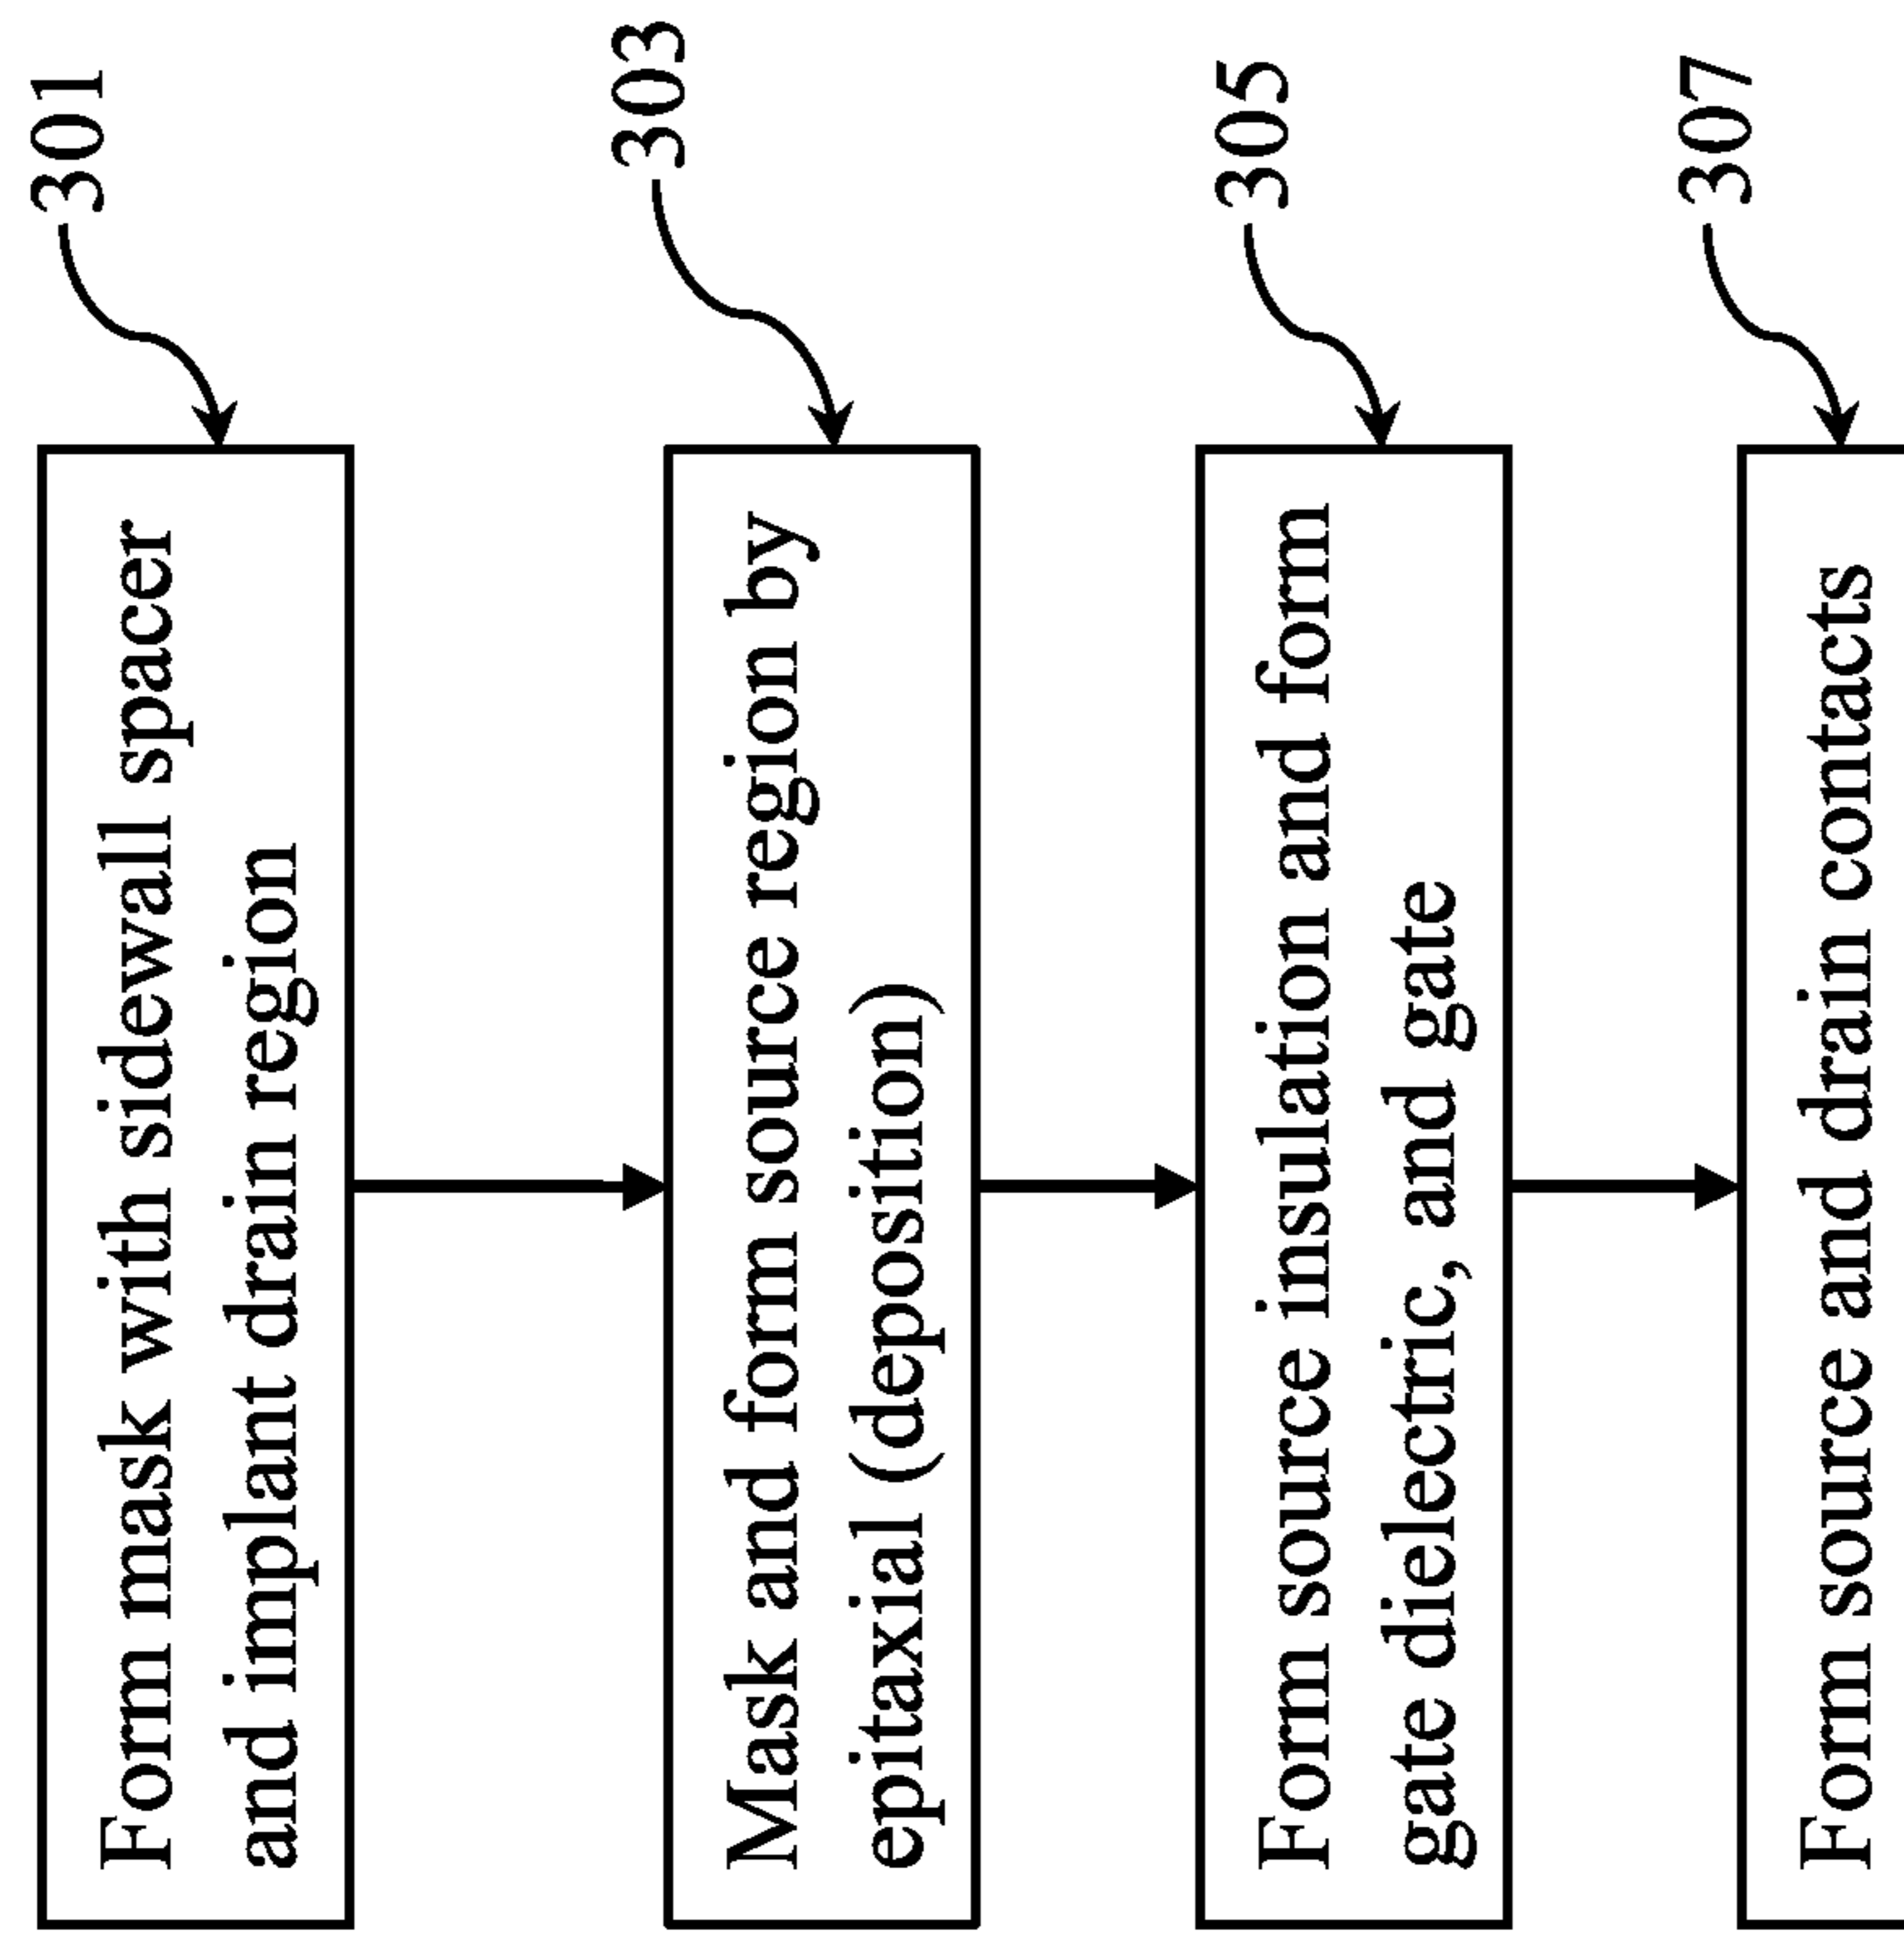 301
Form mask with sidewall spacer
and implant drain region
303
Mask and form source region by
epitaxial (deposition)
305
Form source insulation and form
gate dielectric, and gate
307
Form source and drain contacts